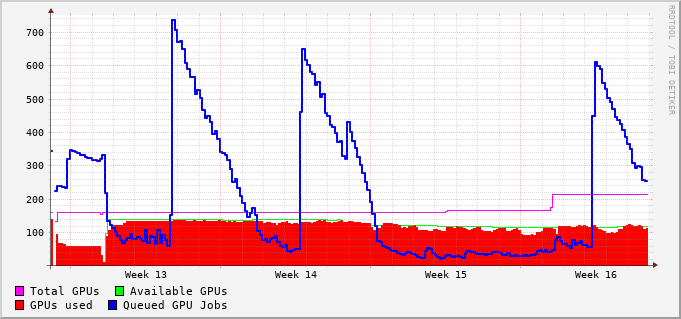 700
600
500
400
300
200
100
Week 13 Week 14 Week 15 Week 16
Total GPUs Available GPUs
GPUs used Queued GPU Jobs
RRDTOOL / TOBI OETIKER